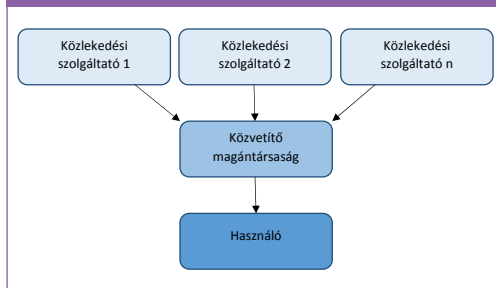 Közlekedési
szolgáltató 1
Közlekedési
szolgáltató 2
Közlekedési
szolgáltató n
Közvetítő
magántársaság
Használó